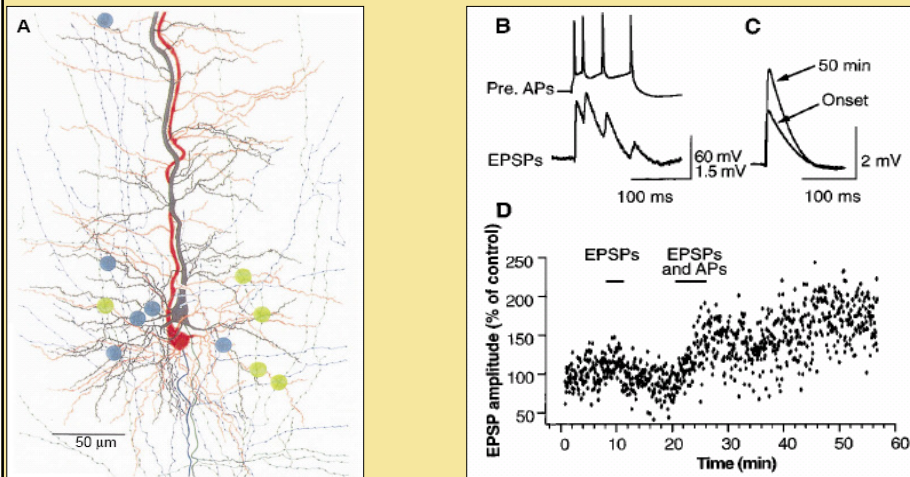 A
50 μm
B
Pre. APs
EPSPs
60 mV
1.5 mV
100 ms
C
50 min
Onset
2 mV
100 ms
D
EPSPs
EPSPs
and APs
EPSP amplitude (% of control)
250
200
150
100
50
0 10 20 30 40 50 60
Time (min)